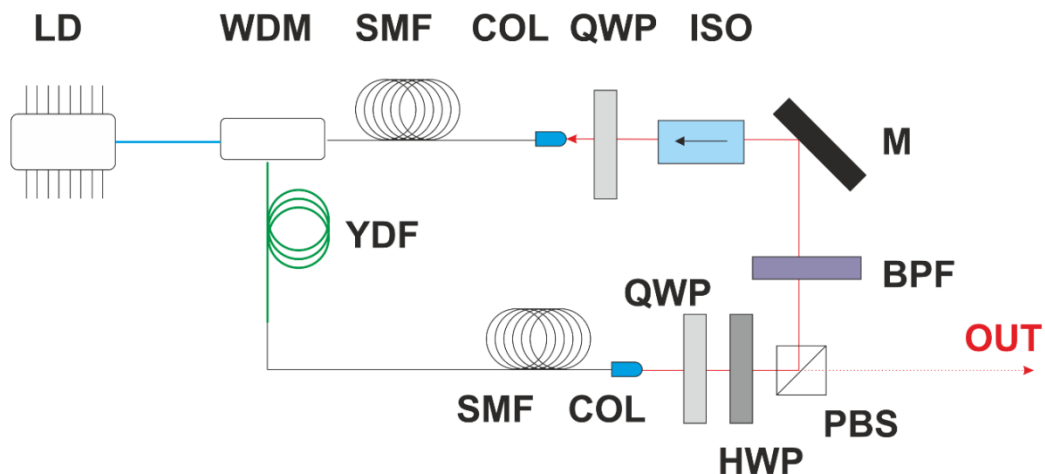 LD WDM SMF COL QWP ISO
M
YDF
BPF
QWP
OUT
SMF COL
PBS
HWP